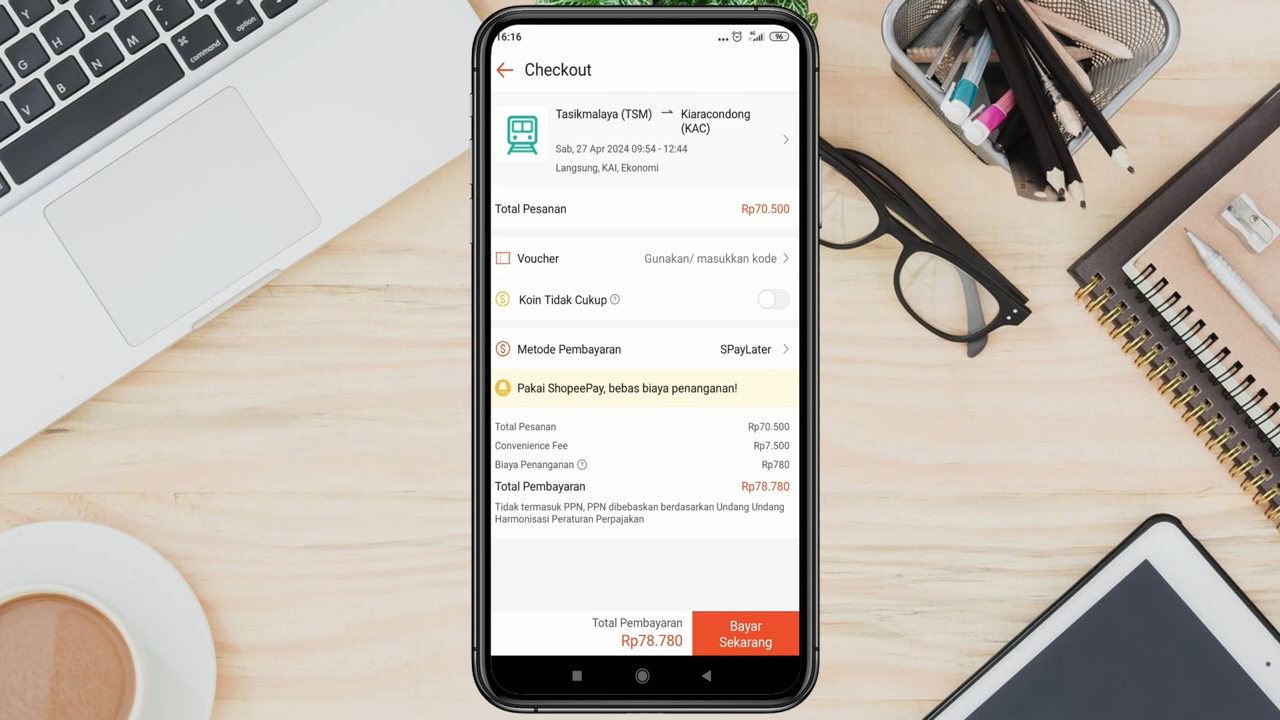 G
H
J
K
V
B
N
M
<
,
>
.
⌘
command
option
16:16
4G
96
Checkout
Tasikmalaya (TSM) → Kiaracondong
(KAC)
Sab, 27 Apr 2024 09:54 - 12:44
Langsung, KAI, Ekonomi
Total Pesanan Rp70.500
Voucher Gunakan/ masukkan kode
Koin Tidak Cukup
Metode Pembayaran SPayLater
Pakai ShopeePay, bebas biaya penanganan!
Total Pesanan Rp70.500
Convenience Fee Rp7.500
Biaya Penanganan Rp780
Total Pembayaran Rp78.780
Tidak termasuk PPN, PPN dibebaskan berdasarkan Undang Undang
Harmonisasi Peraturan Perpajakan
Total Pembayaran
Rp78.780
Bayar
Sekarang